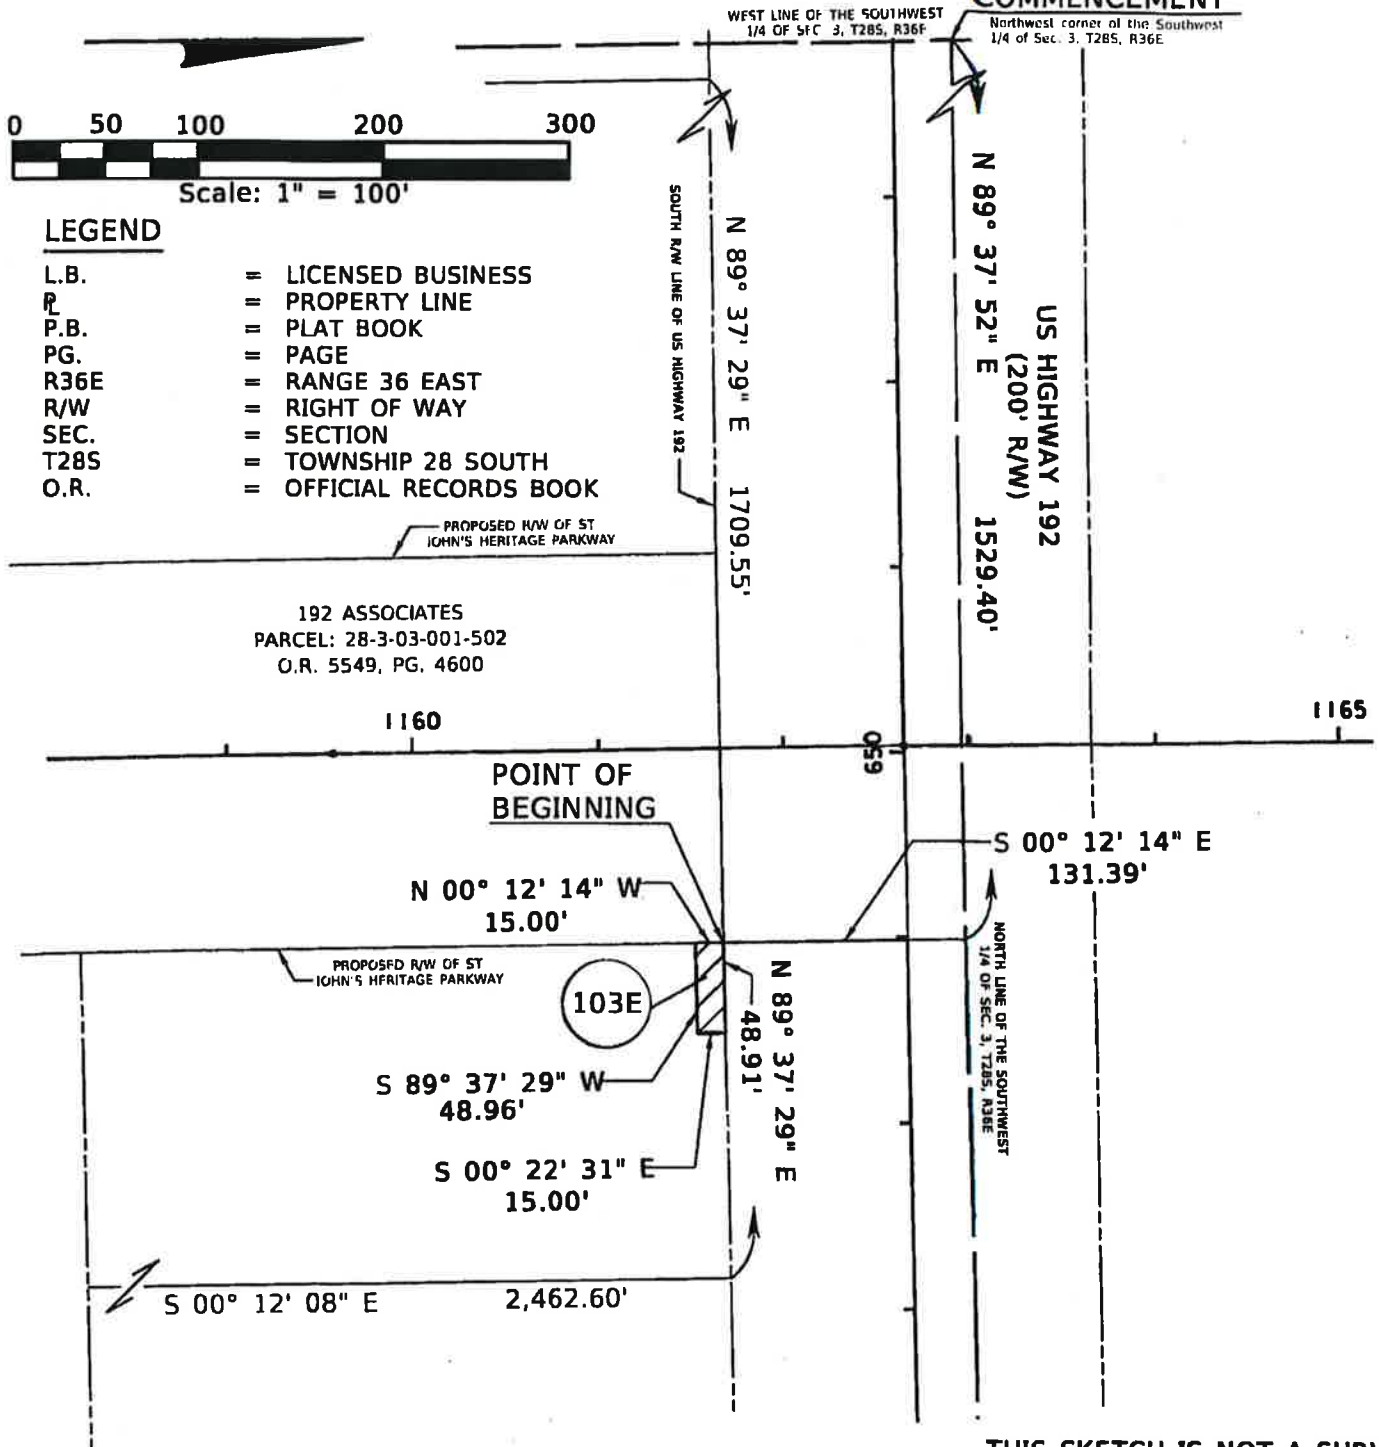 COMMENCEMENT
WEST LINE OF THE SOUTHWEST
1/4 OF SEC 3, T28S, R36E
Northwest corner of the Southwest
1/4 of Sec. 3, T28S, R36E
0 50 100 200 300
Scale: 1" = 100'
LEGEND
L.B. = LICENSED BUSINESS
PL = PROPERTY LINE
P.B. = PLAT BOOK
PG. = PAGE
R36E = RANGE 36 EAST
R/W = RIGHT OF WAY
SEC. = SECTION
T28S = TOWNSHIP 28 SOUTH
O.R. = OFFICIAL RECORDS BOOK
SOUTH R/W LINE OF US HIGHWAY 192
N 89° 37' 29" E 1709.55'
N 89° 37' 52" E 1529.40'
US HIGHWAY 192
(200' R/W)
PROPOSED R/W OF ST
JOHN'S HERITAGE PARKWAY
192 ASSOCIATES
PARCEL: 28-3-03-001-502
O.R. 5549, PG. 4600
1160
650
1165
POINT OF
BEGINNING
S 00° 12' 14" E
131.39'
N 00° 12' 14" W
15.00'
PROPOSED R/W OF ST
JOHN'S HERITAGE PARKWAY
103E
N 89° 37' 29" E
48.91'
NORTH LINE OF THE SOUTHWEST
1/4 OF SEC. 3, T28S, R36E
S 89° 37' 29" W
48.96'
S 00° 22' 31" E
15.00'
S 00° 12' 08" E 2,462.60'
THIS SKETCH IS NOT A SURV